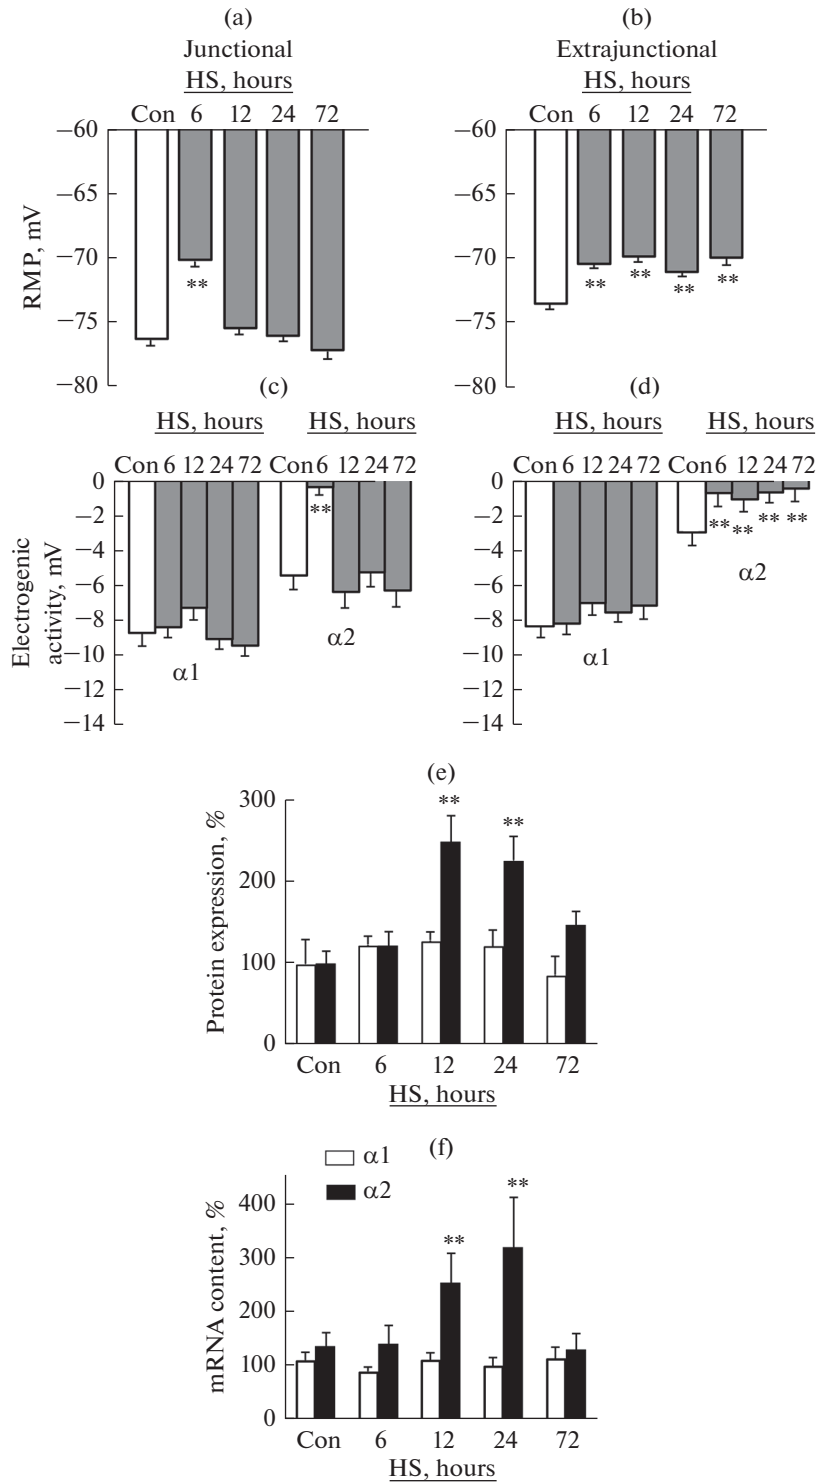 (a)
(b)
Junctional
Extrajunctional
HS, hours
HS, hours
Con 6 12 24 72
Con 6 12 24 72
−60
−65
−70
−75
−80
RMP, mV
**
−60
−65
−70
−75
−80
** ** ** **
(c)
(d)
HS, hours
HS, hours
HS, hours
HS, hours
Con 6 12 24 72
Con 6 12 24 72
Con 6 12 24 72
Con 6 12 24 72
0
−2
−4
−6
−8
−10
−12
−14
Electrogenic
activity, mV
**
α1
α2
0
−2
−4
−6
−8
−10
−12
−14
** ** ** **
α1
α2
(e)
300
200
100
0
Protein expression, %
** **
Con 6 12 24 72
HS, hours
(f)
α1
α2
400
300
200
100
0
mRNA content, %
** **
Con 6 12 24 72
HS, hours